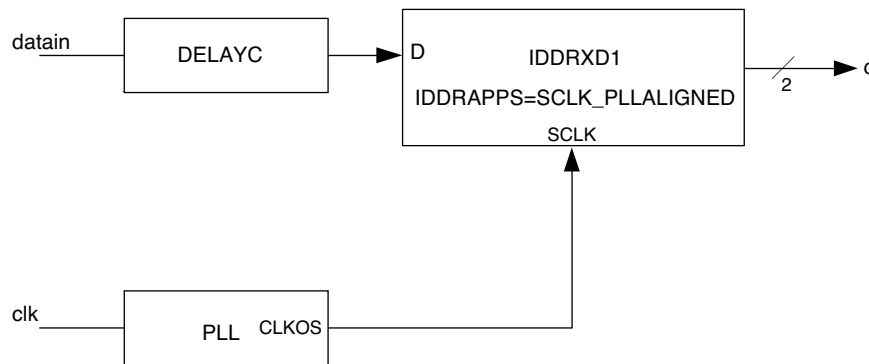 datain
DELAYC
D
IDDRXD1
IDDRAPPS=SCLK_PLLALIGNED
SCLK
2
clk
PLL
CLKOS